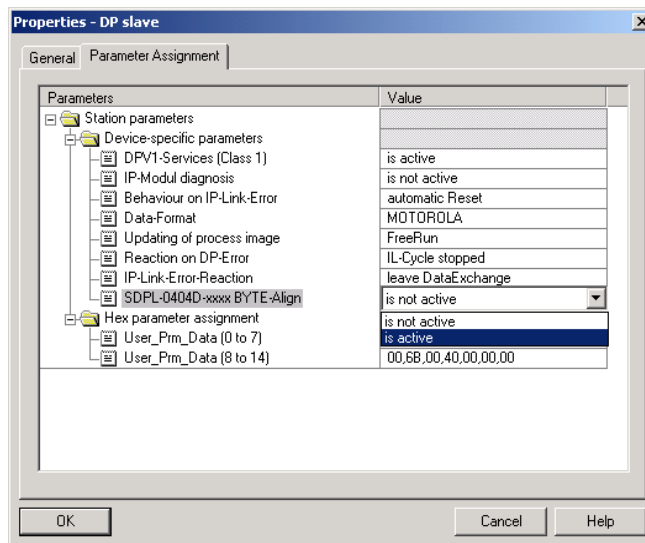 Properties - DP slave
General Parameter Assignment
Parameters Value
Station parameters
Device-specific parameters
DPV1-Services (Class 1) is active
IP-Modul diagnosis is not active
Behaviour on IP-Link-Error automatic Reset
Data-Format MOTOROLA
Updating of process image FreeRun
Reaction on DP-Error IL-Cycle stopped
IP-Link-Error-Reaction leave DataExchange
SDPL-0404D-xxxx BYTE-Align is not active
Hex parameter assignment is not active
User_Prm_Data (0 to 7) is active
User_Prm_Data (8 to 14) 00,6B,00,40,00,00,00
OK Cancel Help